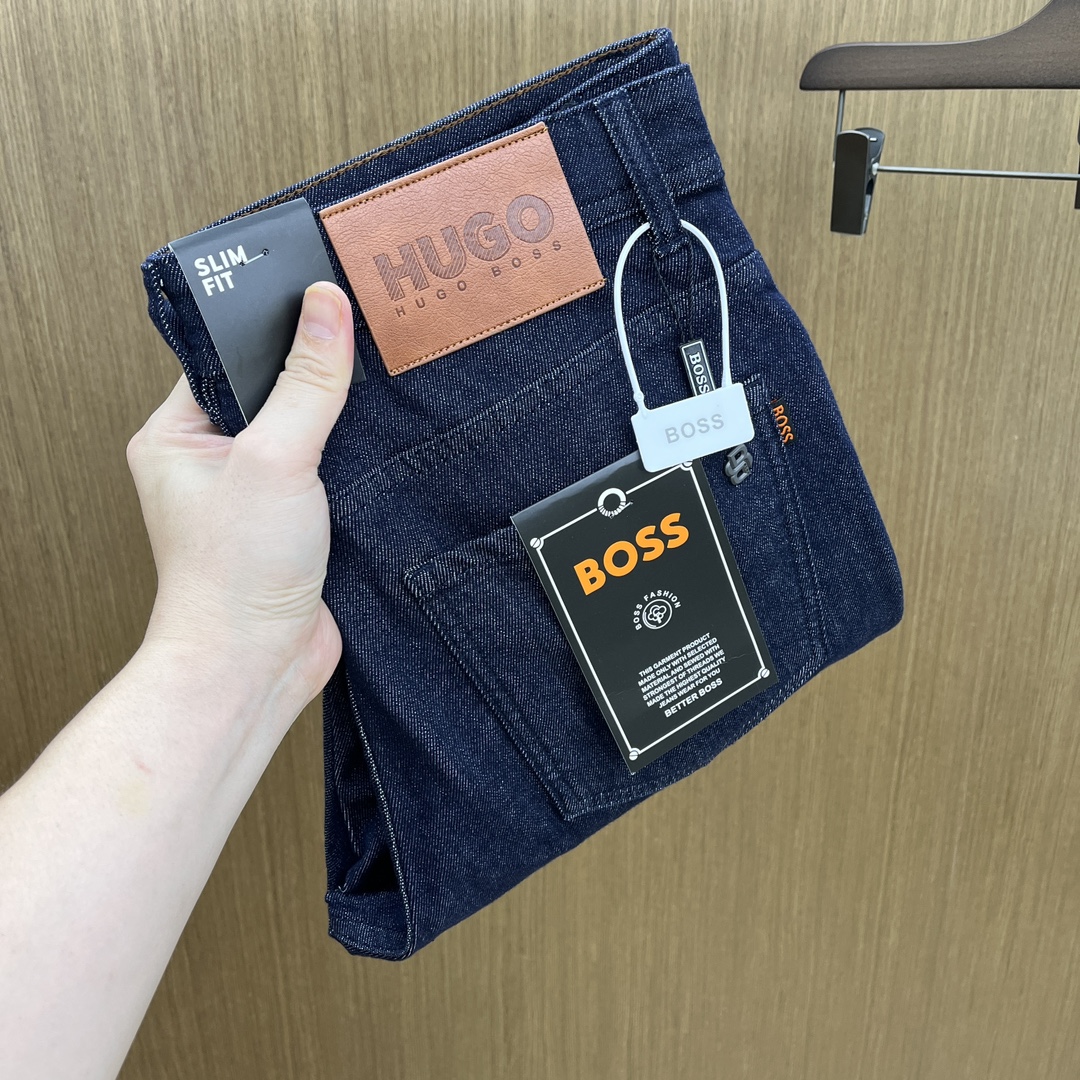 SLIM
FIT
HUGO
HUGO BOSS
BOSS
BOSS
BOSS
BOSS
BOSS FASHION
THIS GARMENT PRODUCT
MADE ONLY WITH SELECTED
MATERIAL AND SEWED WITH
STRONGEST OF THREADS WE
MADE THE HIGHEST QUALITY
JEANS WEAR FOR YOU
BETTER BOSS